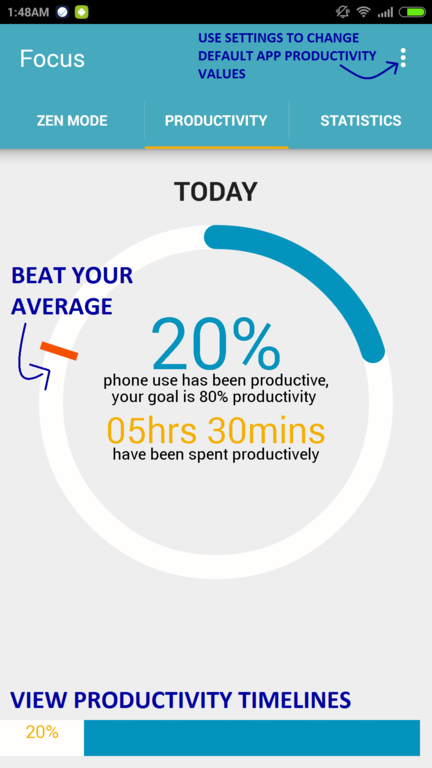 1:48AM
USE SETTINGS TO CHANGE
DEFAULT APP PRODUCTIVITY
VALUES
Focus
ZEN MODE
PRODUCTIVITY
STATISTICS
TODAY
BEAT YOUR
AVERAGE
20%
phone use has been productive,
your goal is 80% productivity
05hrs 30mins
have been spent productively
VIEW PRODUCTIVITY TIMELINES
20%